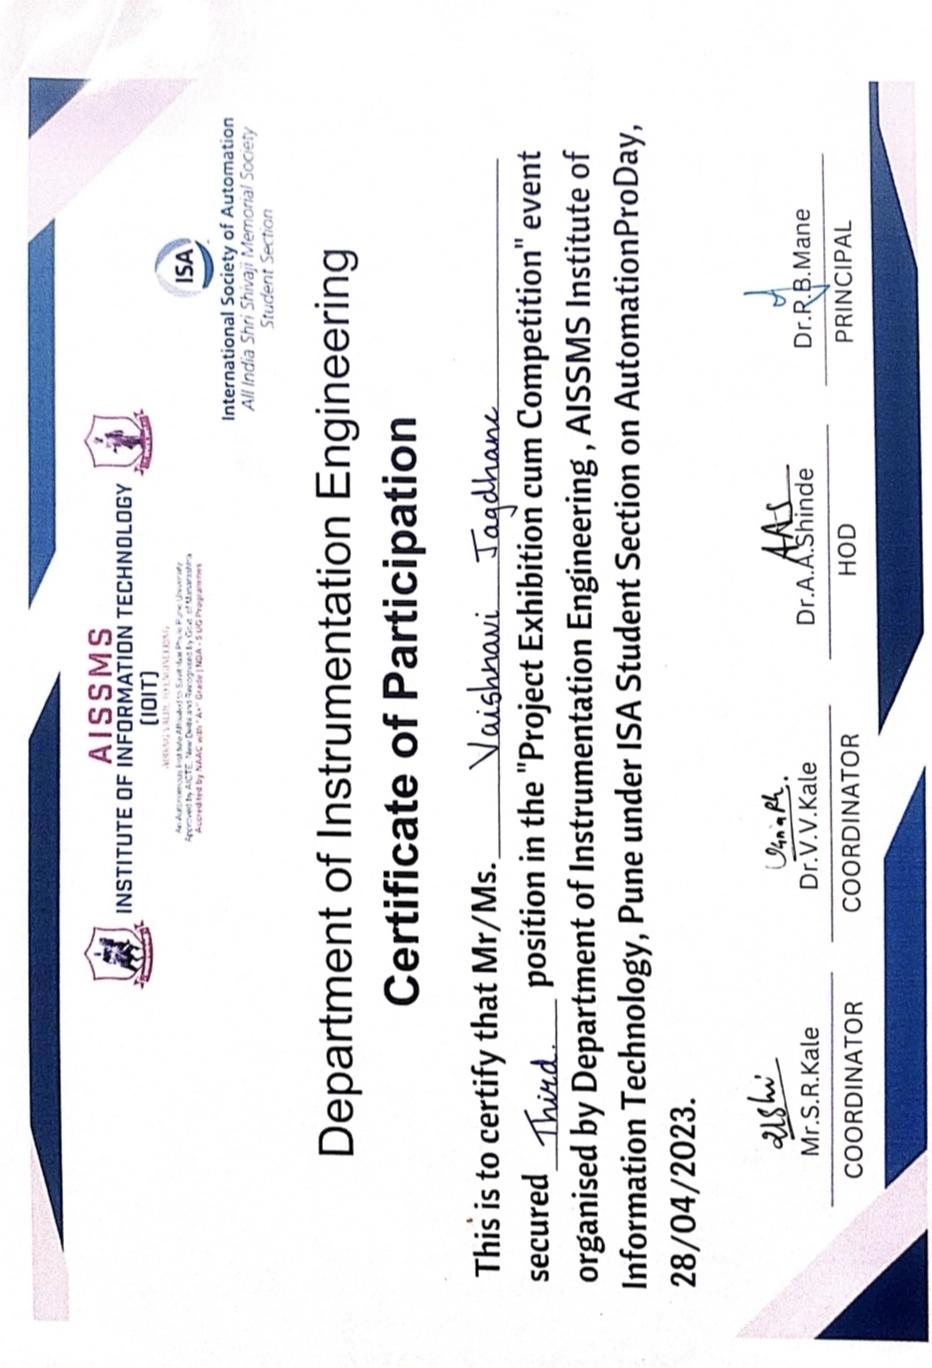 AISSMS
INSTITUTE OF INFORMATION TECHNOLOGY
(IOIT)
ADDING VALUE TO ENGINEERING
An Autonomous Institute Affiliated to Savitribai Phule Pune University
Approved by AICTE, New Delhi and Recognised by Govt. of Maharashtra
Accredited by NAAC with "A+" Grade | NBA - 5 UG Programmes
ISA
International Society of Automation
All India Shri Shivaji Memorial Society
Student Section
Department of Instrumentation Engineering
Certificate of Participation
This is to certify that Mr/Ms. Vaishnavi Jagdhane
secured Third. position in the "Project Exhibition cum Competition" event
organised by Department of Instrumentation Engineering , AISSMS Institute of
Information Technology, Pune under ISA Student Section on AutomationProDay,
28/04/2023.
Mr.S.R.Kale
COORDINATOR
Dr.V.V.Kale
COORDINATOR
AAS
Dr.A.A.Shinde
HOD
Dr.R.B.Mane
PRINCIPAL